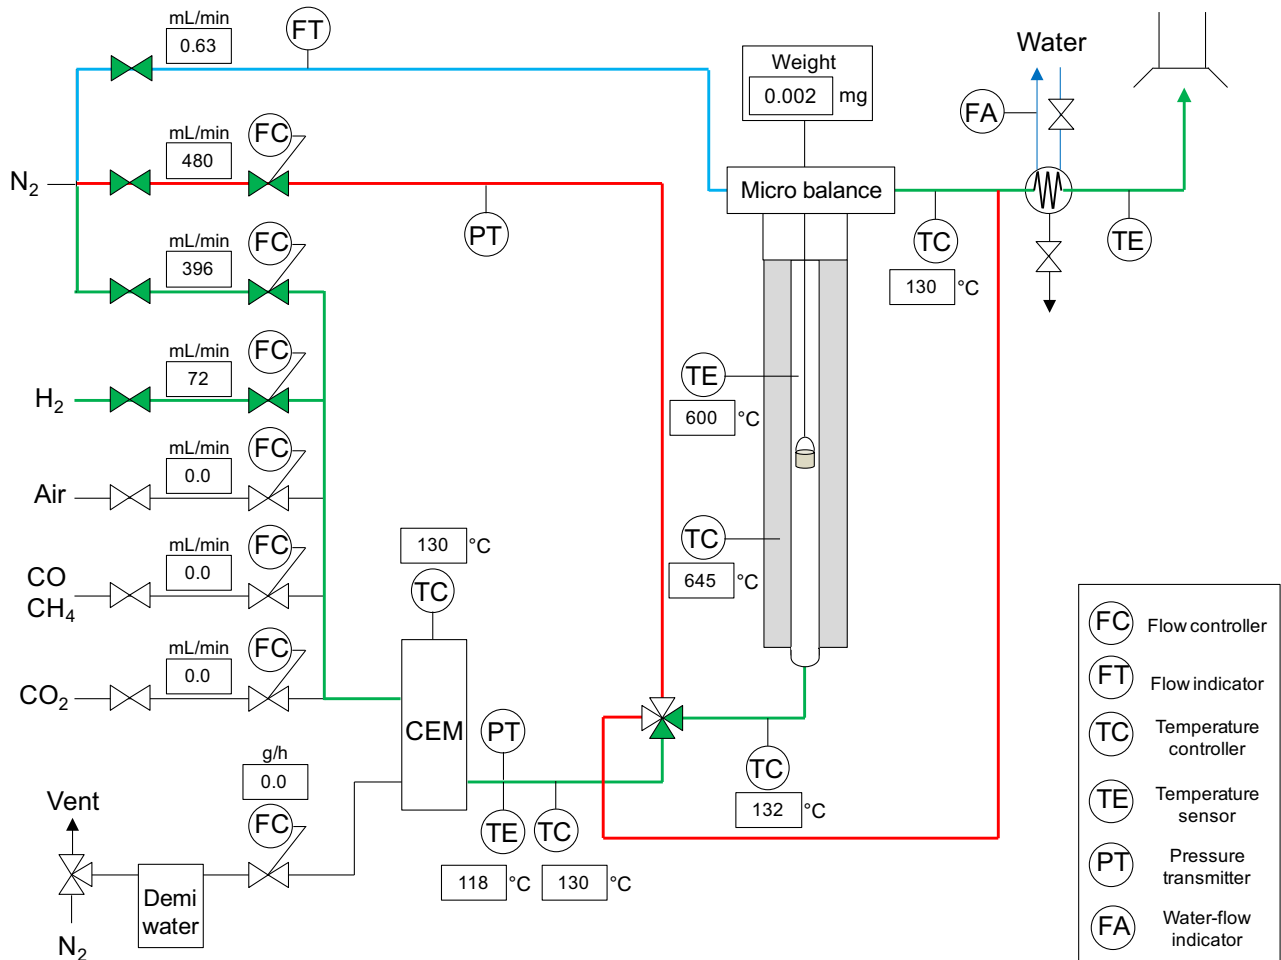 mL/min
0.63
FT
Weight
0.002 mg
Water
FA
mL/min
480
FC
N2
PT
Micro balance
TC
130 °C
TE
mL/min
396
FC
mL/min
72
FC
H2
TE
600 °C
mL/min
0.0
FC
Air
130 °C
TC
TC
645 °C
mL/min
0.0
FC
CO
CH4
mL/min
0.0
FC
CO2
CEM
PT
TC
132 °C
g/h
0.0
FC
Vent
TE
TC
118 °C
130 °C
Demi
water
N2
FC Flow controller
FT Flow indicator
TC Temperature
controller
TE Temperature
sensor
PT Pressure
transmitter
FA Water-flow
indicator